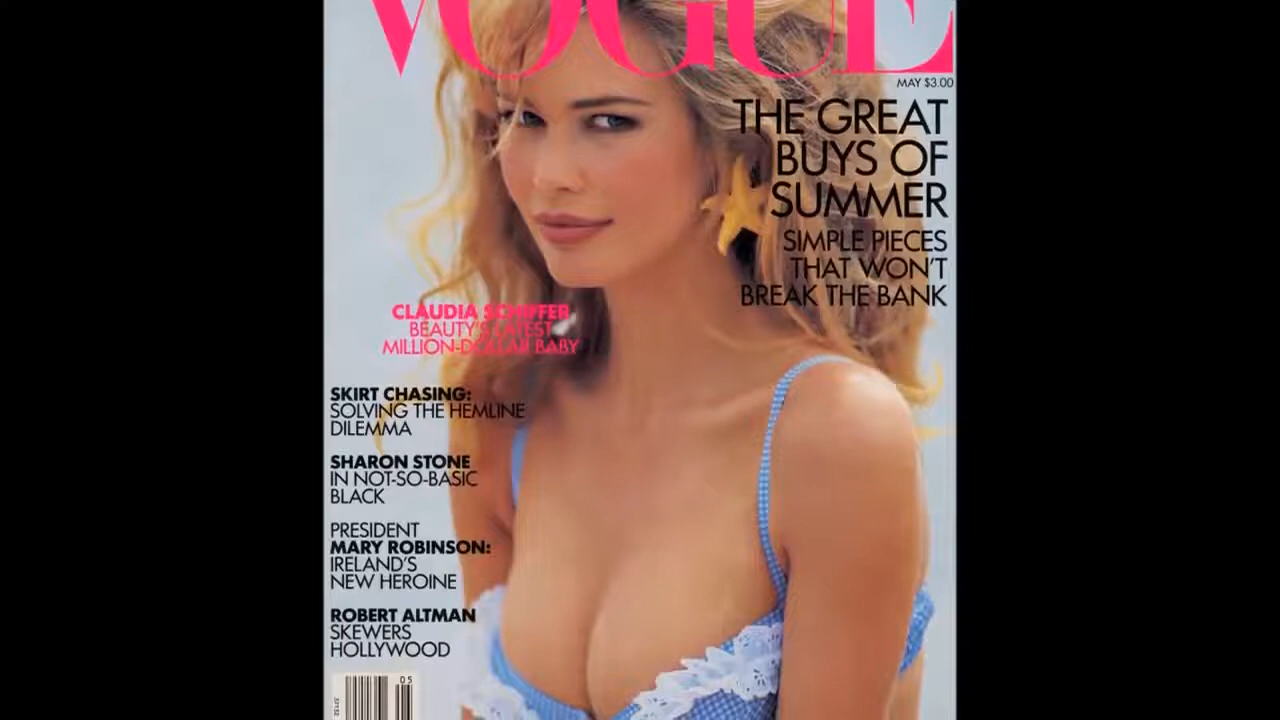 VOGUE
MAY $3.00
THE GREAT
BUYS OF
SUMMER
SIMPLE PIECES
THAT WON'T
BREAK THE BANK
CLAUDIA SCHIFFER
BEAUTY'S LATEST
MILLION-DOLLAR BABY
SKIRT CHASING:
SOLVING THE HEMLINE
DILEMMA
SHARON STONE
IN NOT-SO-BASIC
BLACK
PRESIDENT
MARY ROBINSON:
IRELAND'S
NEW HEROINE
ROBERT ALTMAN
SKEWERS
HOLLYWOOD
05